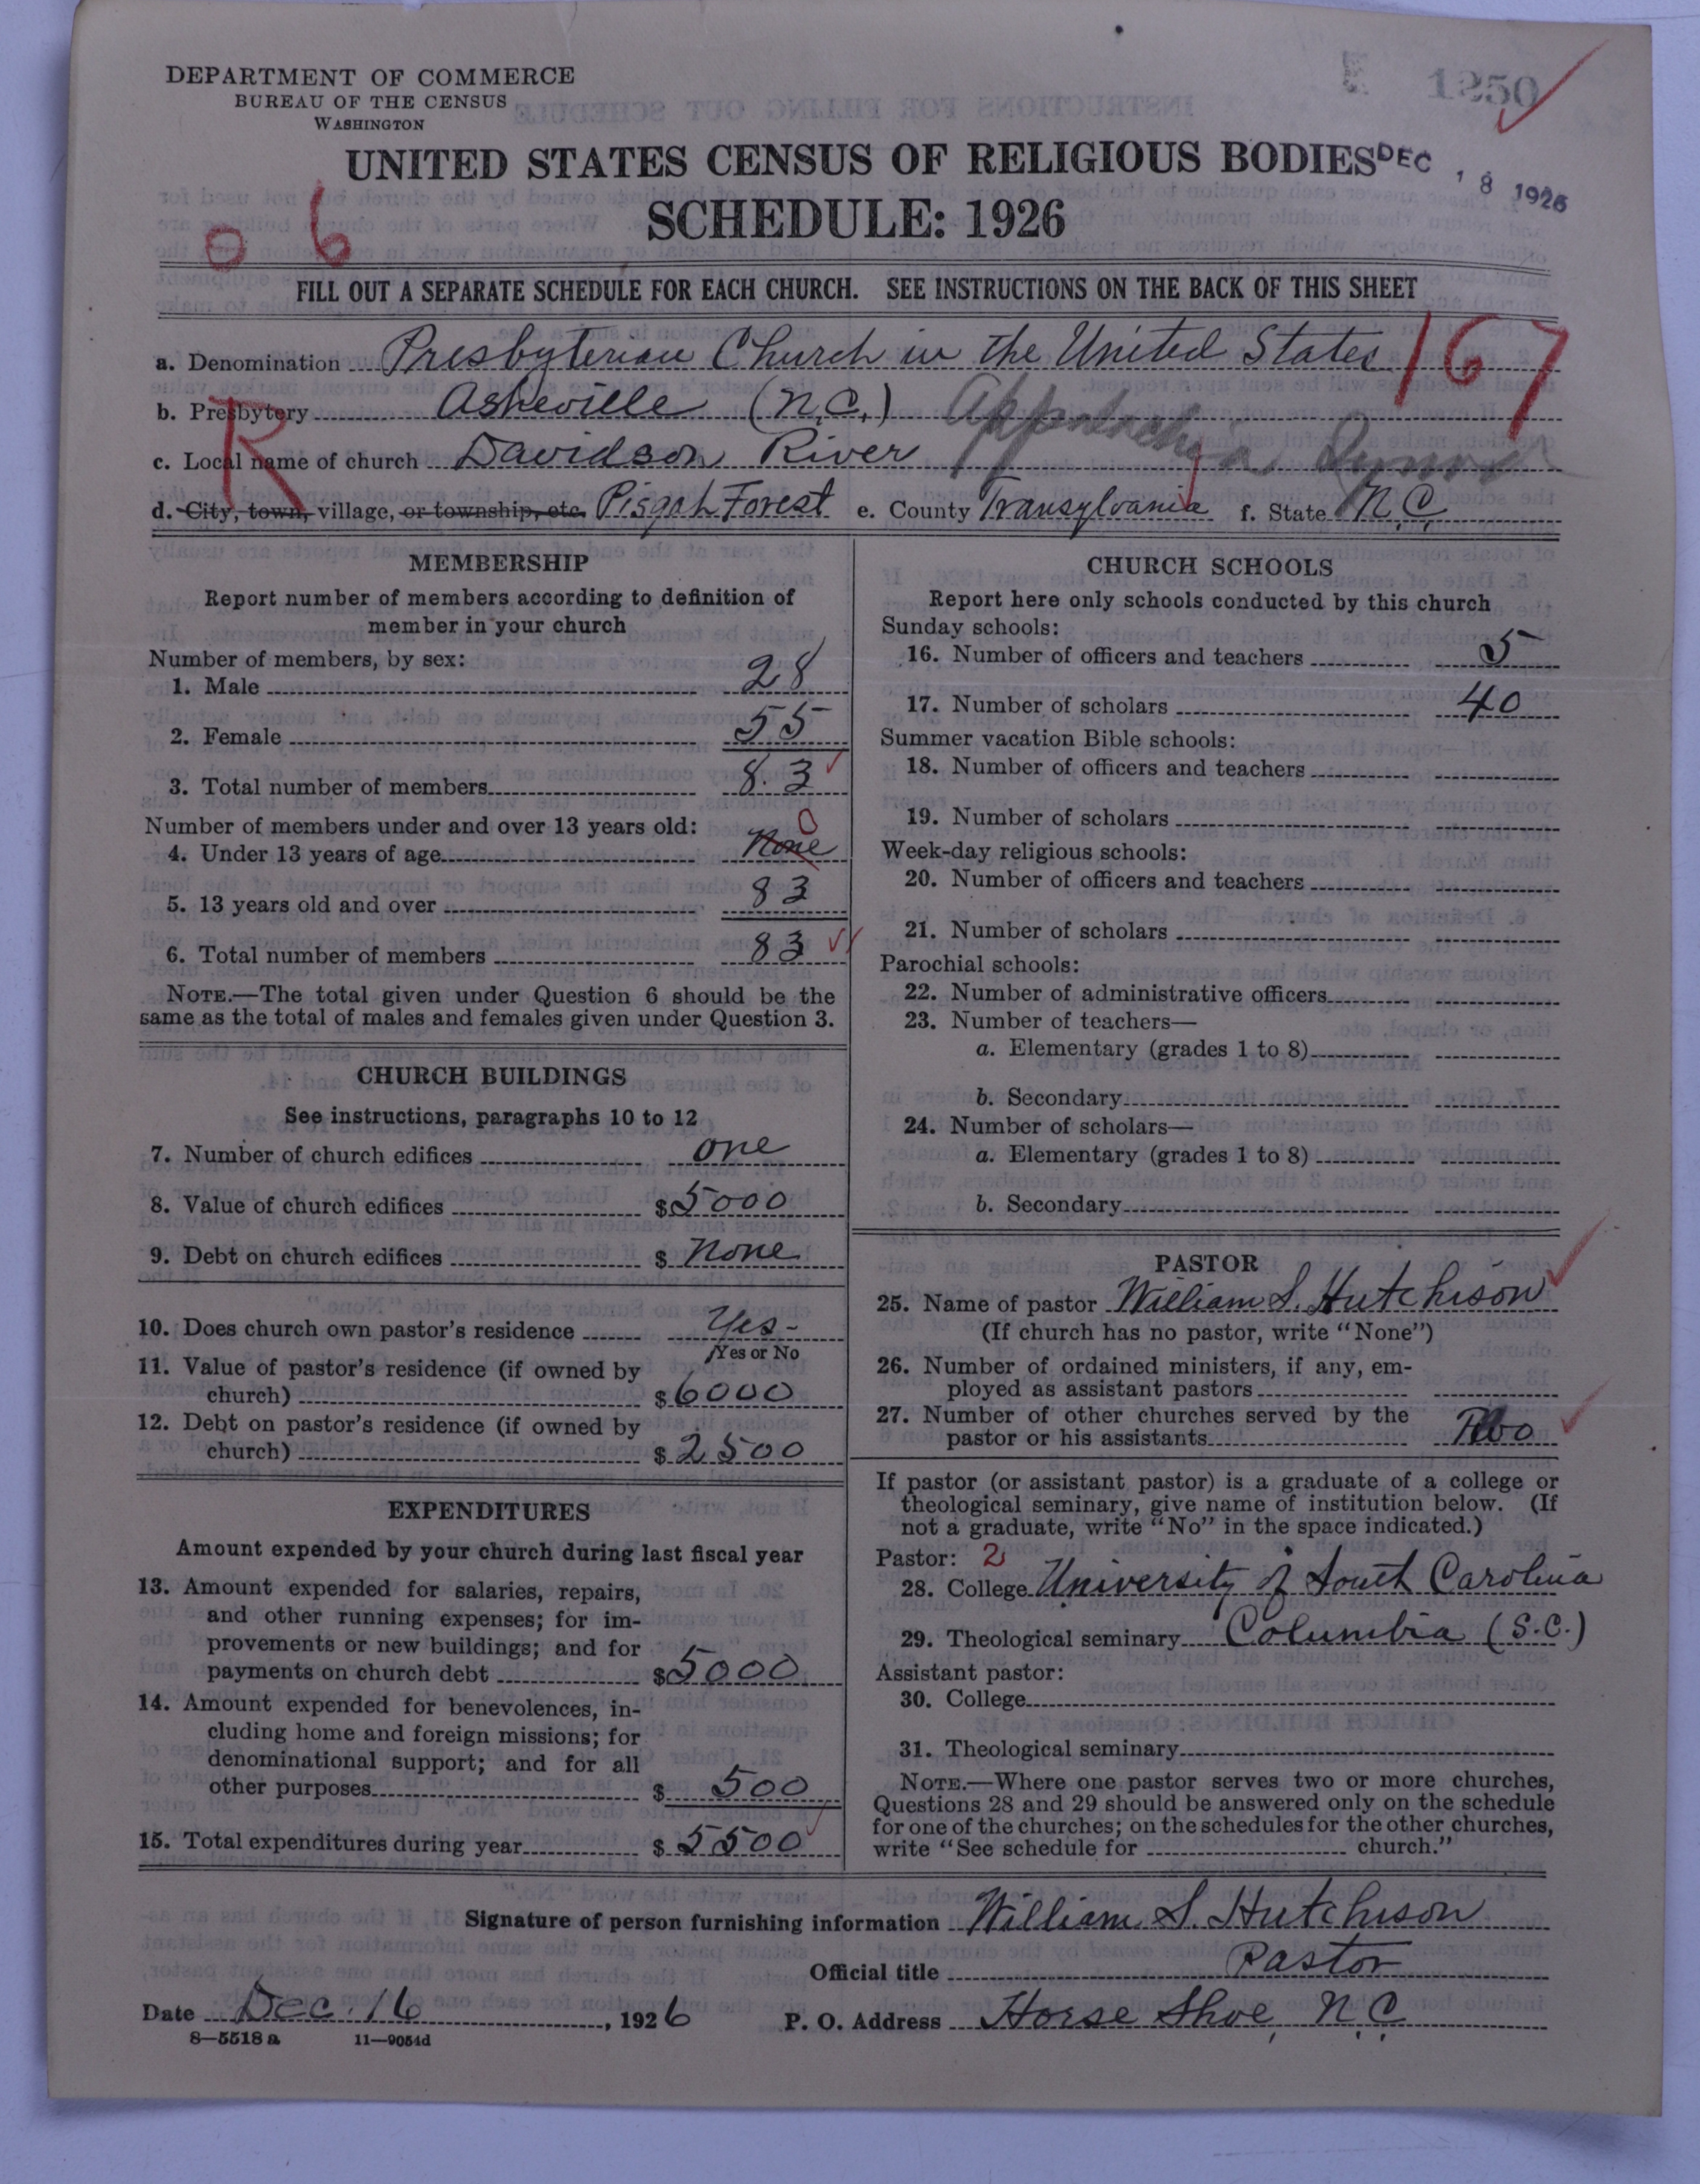 DEPARTMENT OF COMMERCE
BUREAU OF THE CENSUS
WASHINGTON
1250
UNITED STATES CENSUS OF RELIGIOUS BODIES
DEC 18 1926
SCHEDULE: 1926
0 6
FILL OUT A SEPARATE SCHEDULE FOR EACH CHURCH. SEE INSTRUCTIONS ON THE BACK OF THIS SHEET
a. Denomination Presbyterian Church in the United States 167
b. Presbytery Asheville (N.C.) Appalachia Synod
R
c. Local name of church Davidson River
d. City, town, village, or township, etc. Pisgah Forest e. County Transylvania f. State N.C.
MEMBERSHIP
Report number of members according to definition of
member in your church
Number of members, by sex:
1. Male 28
2. Female 55
3. Total number of members 83
Number of members under and over 13 years old:
0
4. Under 13 years of age None
5. 13 years old and over 83
6. Total number of members 83
NOTE.—The total given under Question 6 should be the
same as the total of males and females given under Question 3.
CHURCH BUILDINGS
See instructions, paragraphs 10 to 12
7. Number of church edifices one
8. Value of church edifices $5000
9. Debt on church edifices $ None
10. Does church own pastor's residence Yes-
Yes or No
11. Value of pastor's residence (if owned by
church) $6000
12. Debt on pastor's residence (if owned by
church) $2500
EXPENDITURES
Amount expended by your church during last fiscal year
13. Amount expended for salaries, repairs,
and other running expenses; for im-
provements or new buildings; and for
payments on church debt $5000
14. Amount expended for benevolences, in-
cluding home and foreign missions; for
denominational support; and for all
other purposes $ 500
15. Total expenditures during year $5500
CHURCH SCHOOLS
Report here only schools conducted by this church
Sunday schools:
16. Number of officers and teachers 5
17. Number of scholars 40
Summer vacation Bible schools:
18. Number of officers and teachers
19. Number of scholars
Week-day religious schools:
20. Number of officers and teachers
21. Number of scholars
Parochial schools:
22. Number of administrative officers
23. Number of teachers—
a. Elementary (grades 1 to 8)
b. Secondary
24. Number of scholars—
a. Elementary (grades 1 to 8)
b. Secondary
PASTOR
25. Name of pastor William S. Hutchison
(If church has no pastor, write "None")
26. Number of ordained ministers, if any, em-
ployed as assistant pastors
27. Number of other churches served by the
pastor or his assistants Two
If pastor (or assistant pastor) is a graduate of a college or
theological seminary, give name of institution below. (If
not a graduate, write "No" in the space indicated.)
Pastor: 2
28. College University of South Carolina
29. Theological seminary Columbia (S.C.)
Assistant pastor:
30. College
31. Theological seminary
NOTE.—Where one pastor serves two or more churches,
Questions 28 and 29 should be answered only on the schedule
for one of the churches; on the schedules for the other churches,
write "See schedule for church."
Signature of person furnishing information William S. Hutchison
Official title Pastor
Date Dec. 16, 1926 P. O. Address Horse Shoe, N.C.
8—5518a 11—9054d